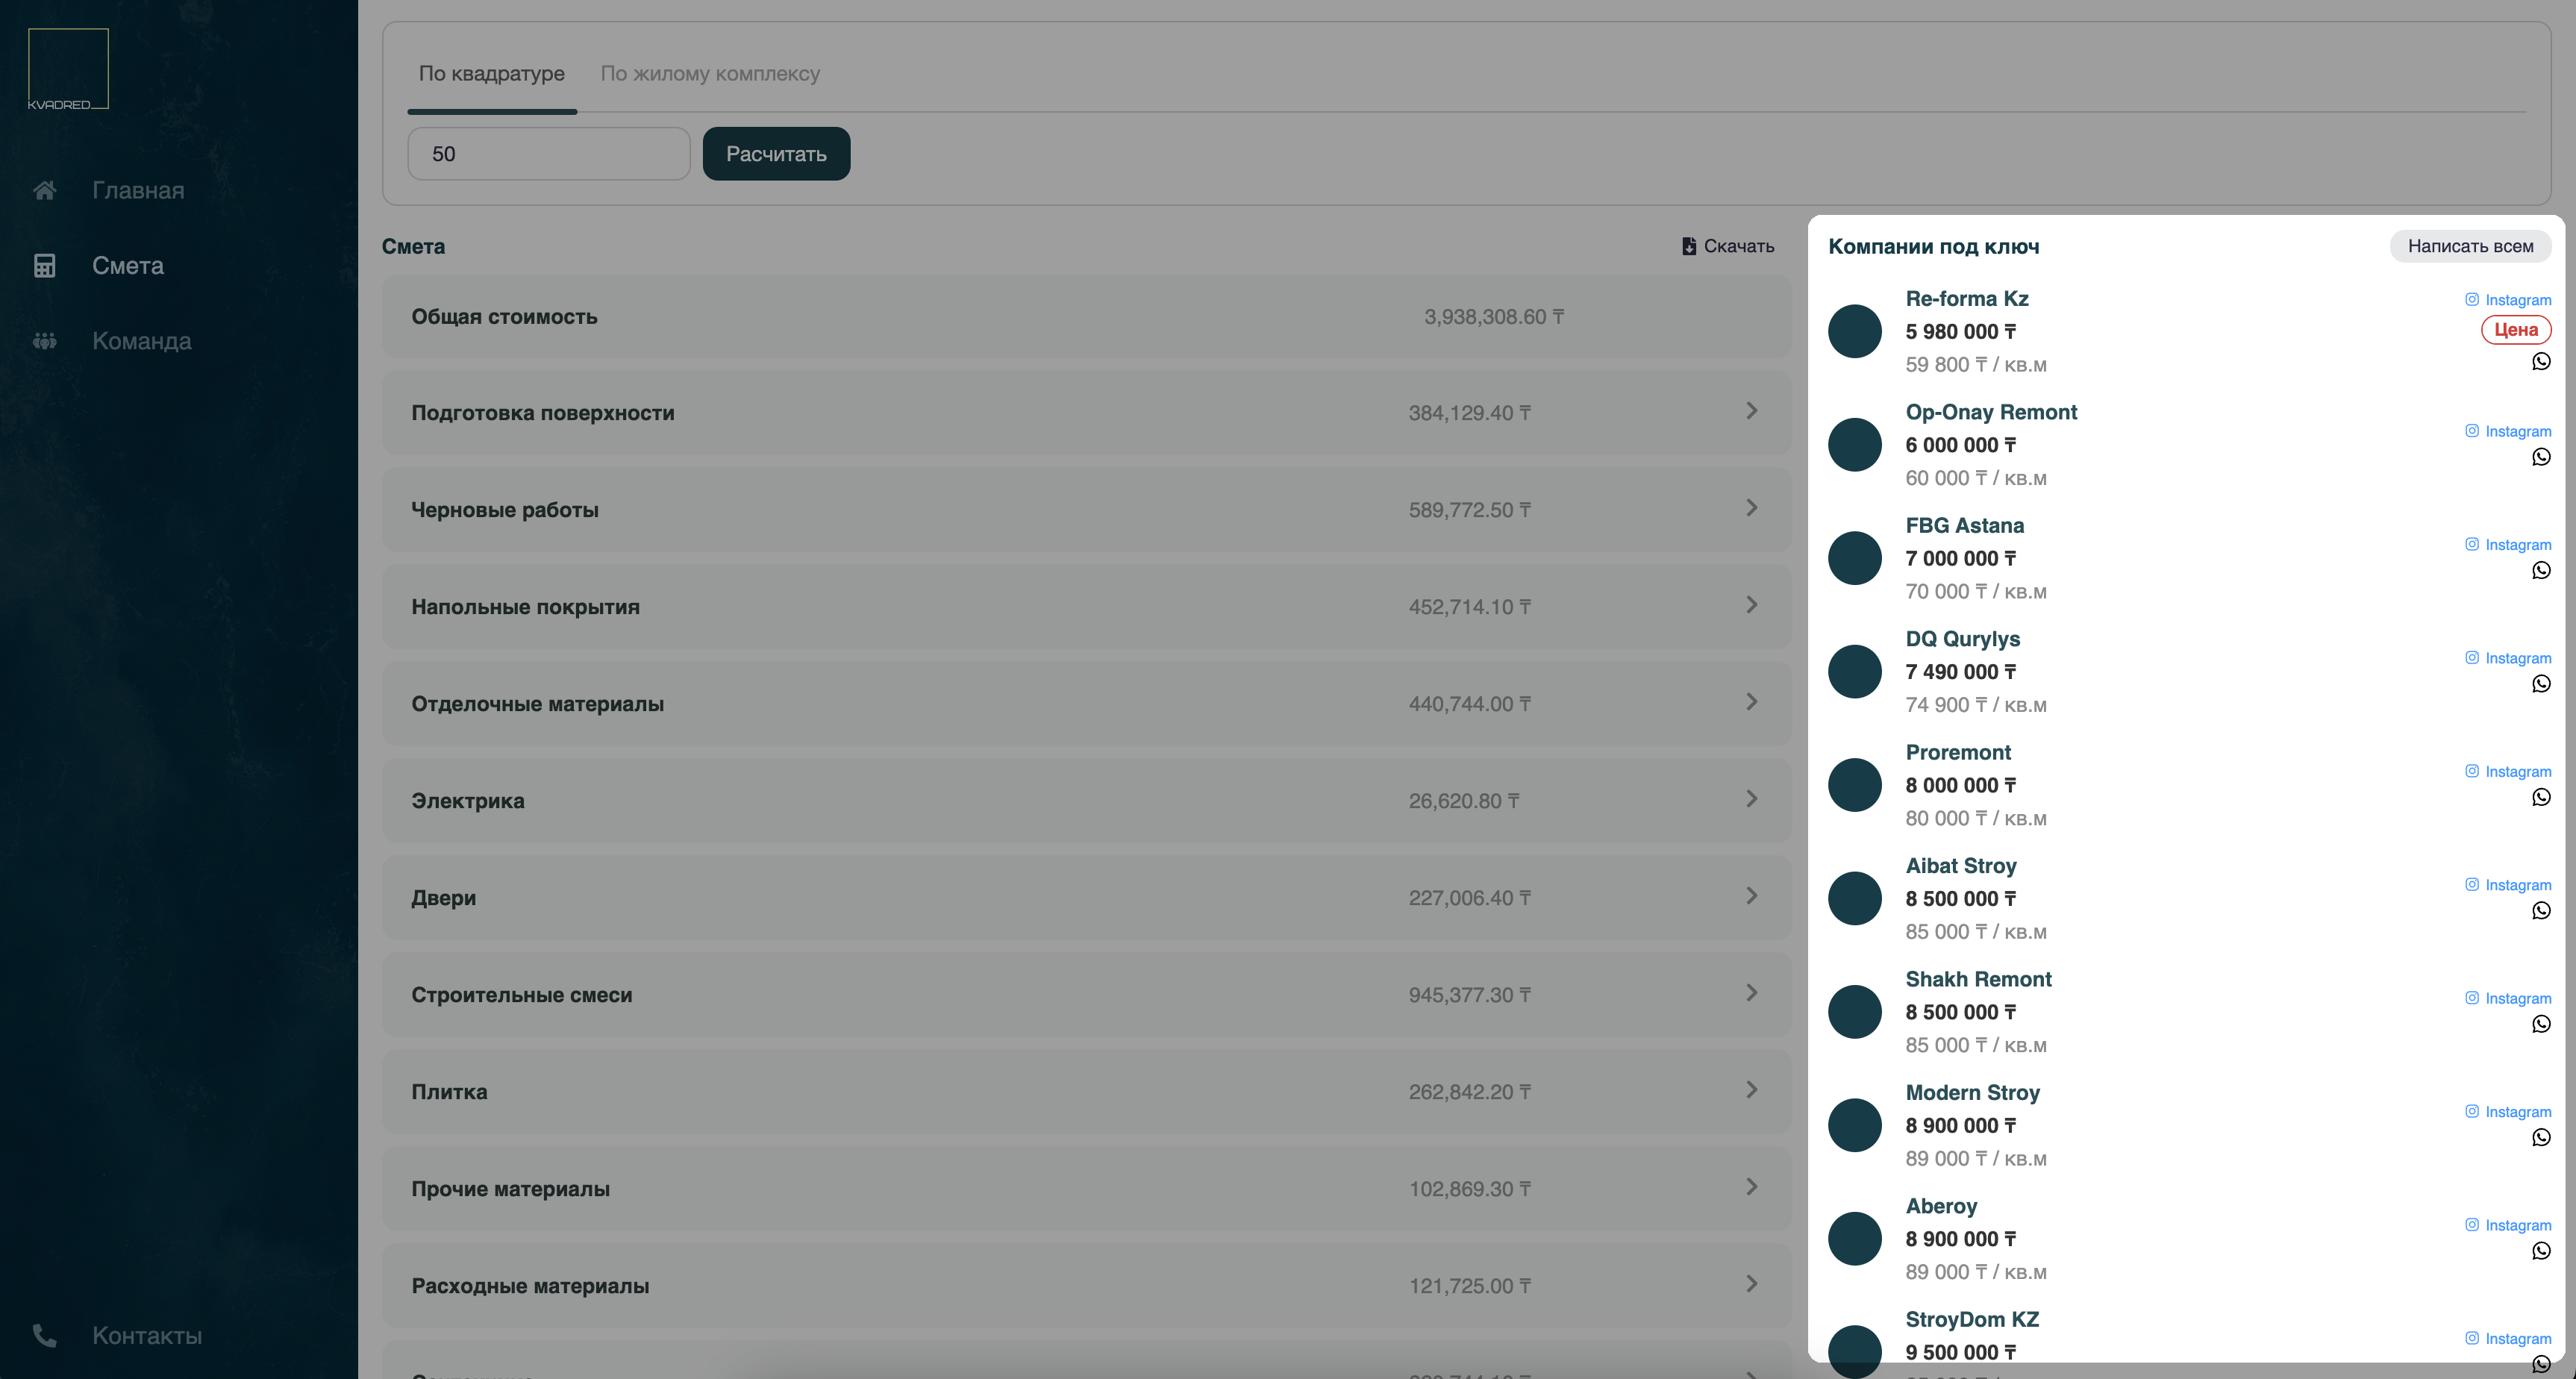 KVADRED
Главная
Смета
Команда
Контакты
По квадратуре
По жилому комплексу
50
Расчитать
Смета
Скачать
Общая стоимость 3,938,308.60 ₸
Подготовка поверхности 384,129.40 ₸
Черновые работы 589,772.50 ₸
Напольные покрытия 452,714.10 ₸
Отделочные материалы 440,744.00 ₸
Электрика 26,620.80 ₸
Двери 227,006.40 ₸
Строительные смеси 945,377.30 ₸
Плитка 262,842.20 ₸
Прочие материалы 102,869.30 ₸
Расходные материалы 121,725.00 ₸
Компании под ключ
Написать всем
Re-forma Kz
Instagram
5 980 000 ₸
Цена
59 800 ₸ / кв.м
Op-Onay Remont
Instagram
6 000 000 ₸
60 000 ₸ / кв.м
FBG Astana
Instagram
7 000 000 ₸
70 000 ₸ / кв.м
DQ Qurylys
Instagram
7 490 000 ₸
74 900 ₸ / кв.м
Proremont
Instagram
8 000 000 ₸
80 000 ₸ / кв.м
Aibat Stroy
Instagram
8 500 000 ₸
85 000 ₸ / кв.м
Shakh Remont
Instagram
8 500 000 ₸
85 000 ₸ / кв.м
Modern Stroy
Instagram
8 900 000 ₸
89 000 ₸ / кв.м
Aberoy
Instagram
8 900 000 ₸
89 000 ₸ / кв.м
StroyDom KZ
Instagram
9 500 000 ₸